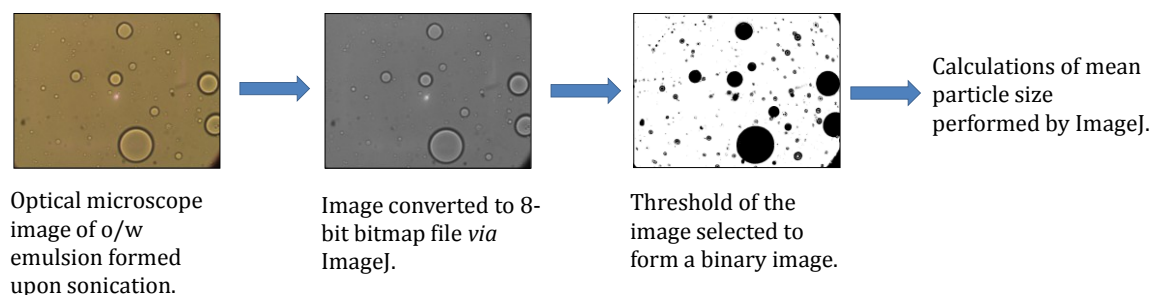 Optical microscope
image of o/w
emulsion formed
upon sonication.
Image converted to 8-
bit bitmap file via
ImageJ.
Threshold of the
image selected to
form a binary image.
Calculations of mean
particle size
performed by ImageJ.